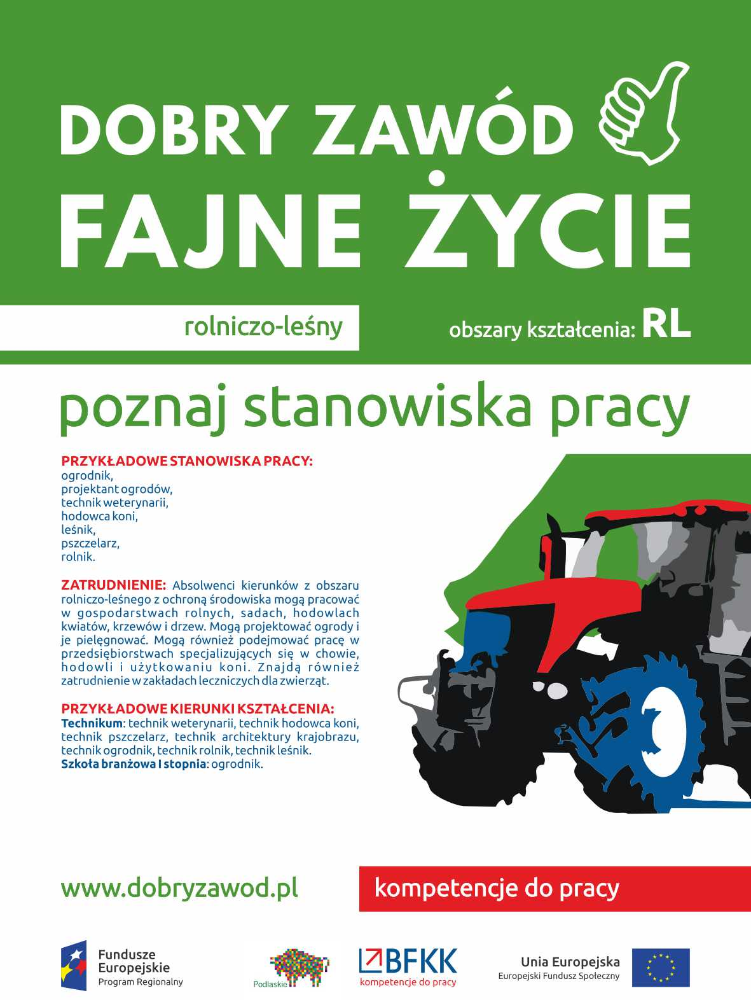 DOBRY ZAWÓD
FAJNE ŻYCIE
rolniczo-leśny
obszary kształcenia: RL
poznaj stanowiska pracy
PRZYKŁADOWE STANOWISKA PRACY:
ogrodnik,
projektant ogrodów,
technik weterynarii,
hodowca koni,
leśnik,
pszczelarz,
rolnik.
ZATRUDNIENIE: Absolwenci kierunków z obszaru
rolniczo-leśnego z ochroną środowiska mogą pracować
w gospodarstwach rolnych, sadach, hodowlach
kwiatów, krzewów i drzew. Mogą projektować ogrody i
je pielęgnować. Mogą również podejmować pracę w
przedsiębiorstwach specjalizujących się w chowie,
hodowli i użytkowaniu koni. Znajdą również
zatrudnienie w zakładach leczniczych dla zwierząt.
PRZYKŁADOWE KIERUNKI KSZTAŁCENIA:
Technikum: technik weterynarii, technik hodowca koni,
technik pszczelarz, technik architektury krajobrazu,
technik ogrodnik, technik rolnik, technik leśnik.
Szkoła branżowa I stopnia: ogrodnik.
www.dobryzawod.pl
kompetencje do pracy
Fundusze
Europejskie
Program Regionalny
Podlaskie
BFKK
kompetencje do pracy
Unia Europejska
Europejski Fundusz Społeczny